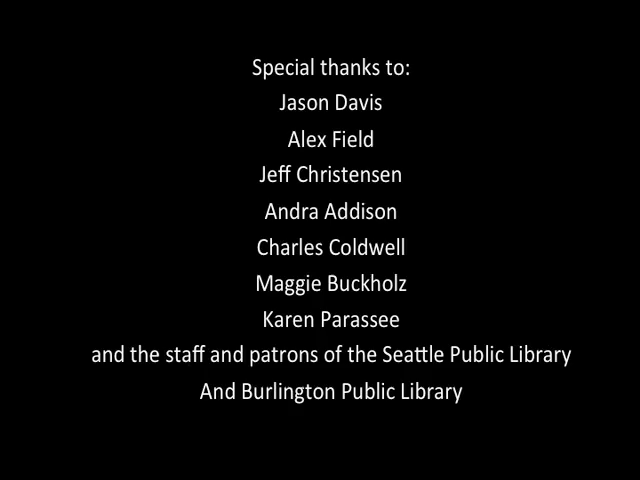 Special thanks to:
Jason Davis
Alex Field
Jeff Christensen
Andra Addison
Charles Coldwell
Maggie Buckholz
Karen Parassee
and the staff and patrons of the Seattle Public Library
And Burlington Public Library